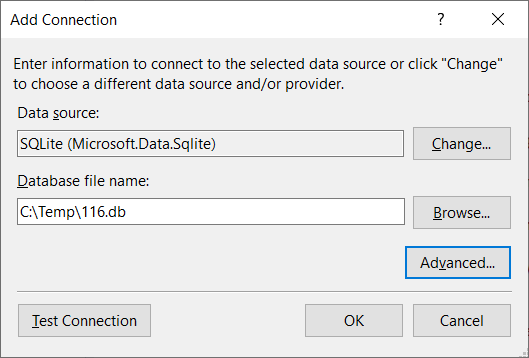 Add Connection
?
Enter information to connect to the selected data source or click "Change"
to choose a different data source and/or provider.
Data source:
SQLite (Microsoft.Data.Sqlite)
Change...
Database file name:
C:\Temp\116.db
Browse...
Advanced...
Test Connection
OK
Cancel